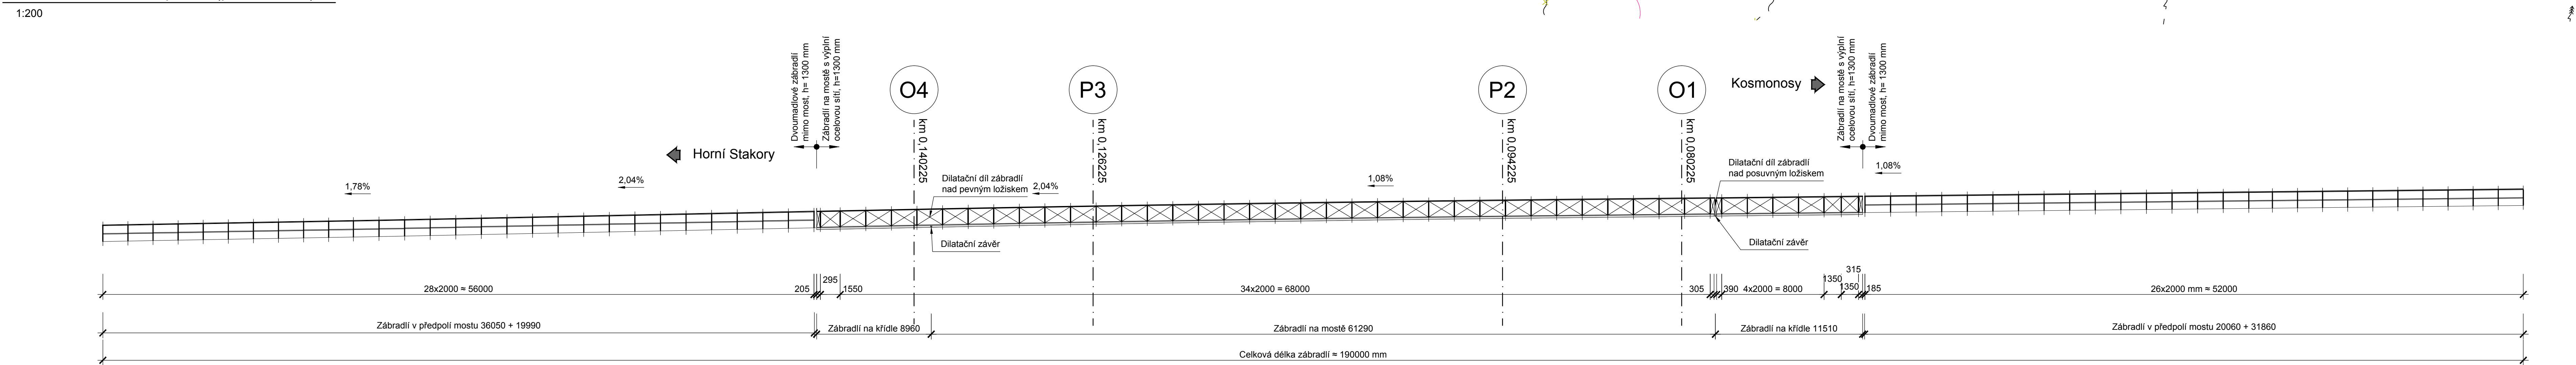 1:200
Dvoumadlové zábradlí
mimo most, h= 1300 mm
Zábradlí na mostě s výplní
ocelovou sítí, h=1300 mm
O4
P3
P2
O1
Kosmonosy
Zábradlí na mostě s výplní
ocelovou sítí, h=1300 mm
Dvoumadlové zábradlí
mimo most, h= 1300 mm
km 0,140225
km 0,126225
km 0,094225
km 0,080225
Horní Stakory
1,78%
2,04%
Dilatační díl zábradlí
nad pevným ložiskem
2,04%
1,08%
Dilatační díl zábradlí
nad posuvným ložiskem
1,08%
Dilatační závěr
Dilatační závěr
28x2000 = 56000
205
295
1550
34x2000 = 68000
305
390
4x2000 = 8000
1350
1350
315
185
26x2000 mm = 52000
Zábradlí v předpolí mostu 36050 + 19990
Zábradlí na křídle 8960
Zábradlí na mostě 61290
Zábradlí na křídle 11510
Zábradlí v předpolí mostu 20060 + 31860
Celková délka zábradlí ≈ 190000 mm